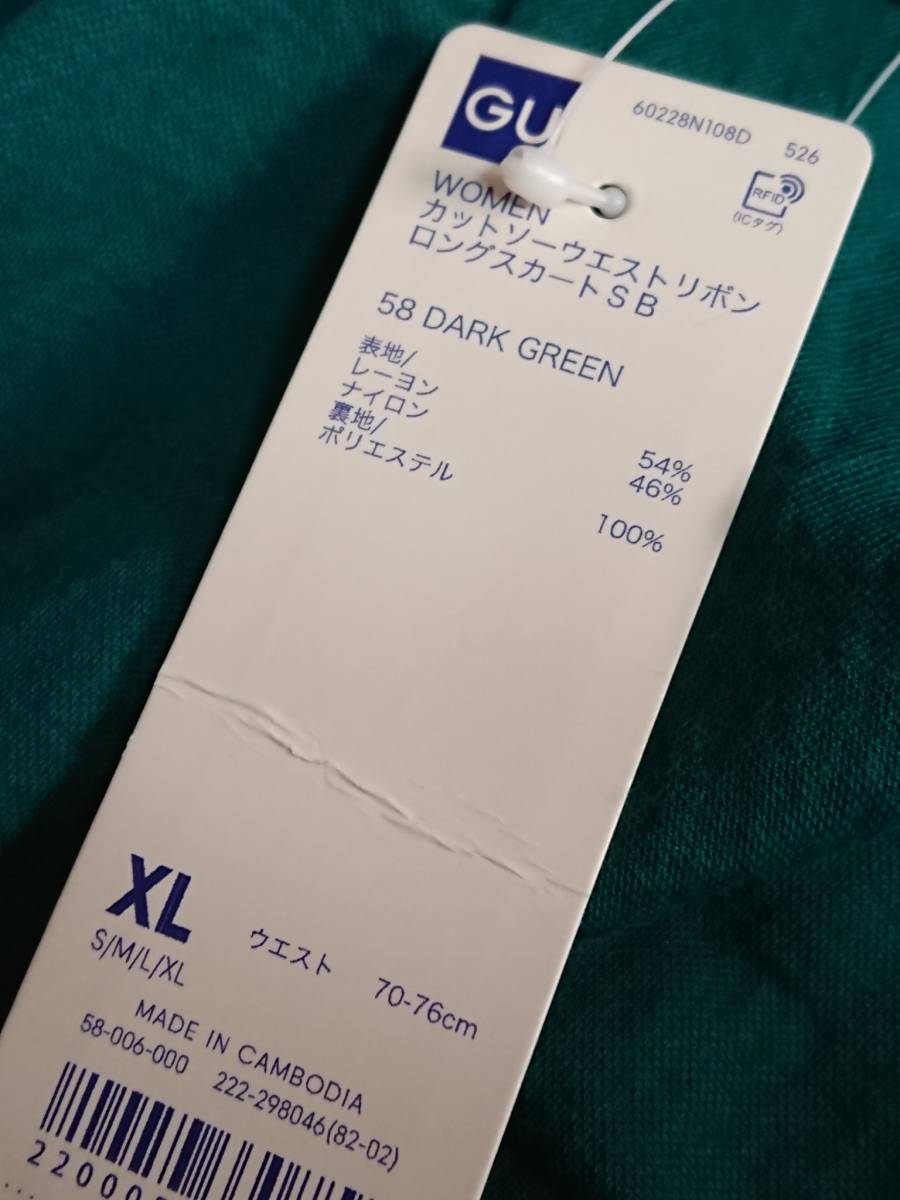 GU
60228N108D 526
RFID
(ICタグ)
WOMEN
カットソーウエストリボン
ロングスカートSB
58 DARK GREEN
表地/
レーヨン 54%
ナイロン 46%
裏地/
ポリエステル 100%
XL
S/M/L/XL
ウエスト 70-76cm
MADE IN CAMBODIA
58-006-000 222-298046(82-02)
22000